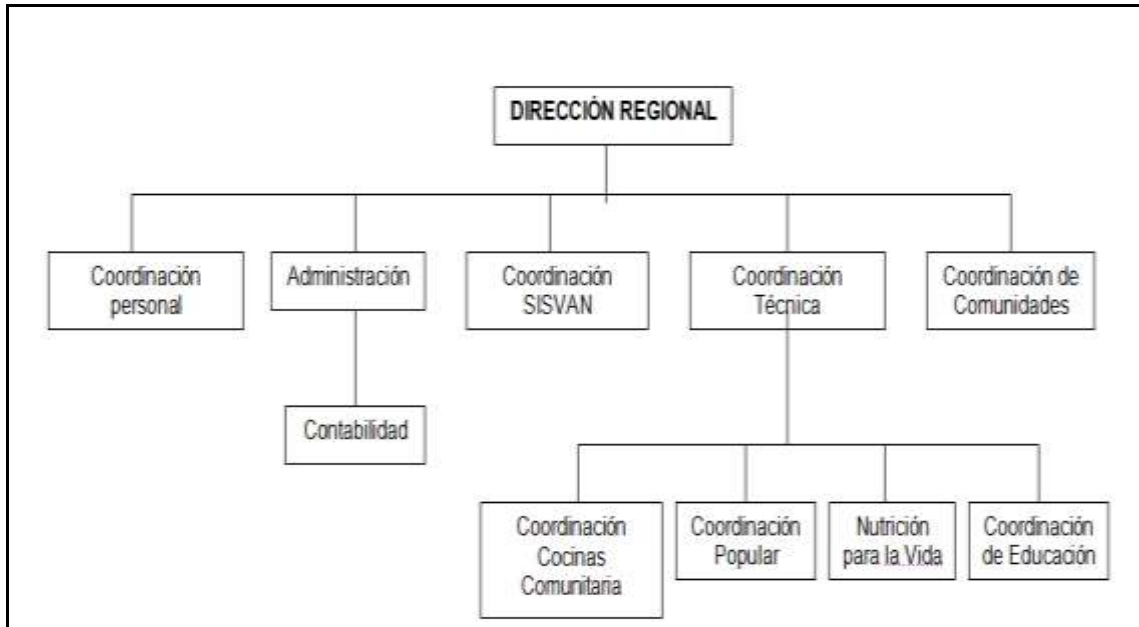 DIRECCIÓN REGIONAL
Coordinación
personal
Administración
Coordinación
SISVAN
Coordinación
Técnica
Coordinación de
Comunidades
Contabilidad
Coordinación
Cocinas
Comunitaria
Coordinación
Popular
Nutrición
para la Vida
Coordinación
de Educación